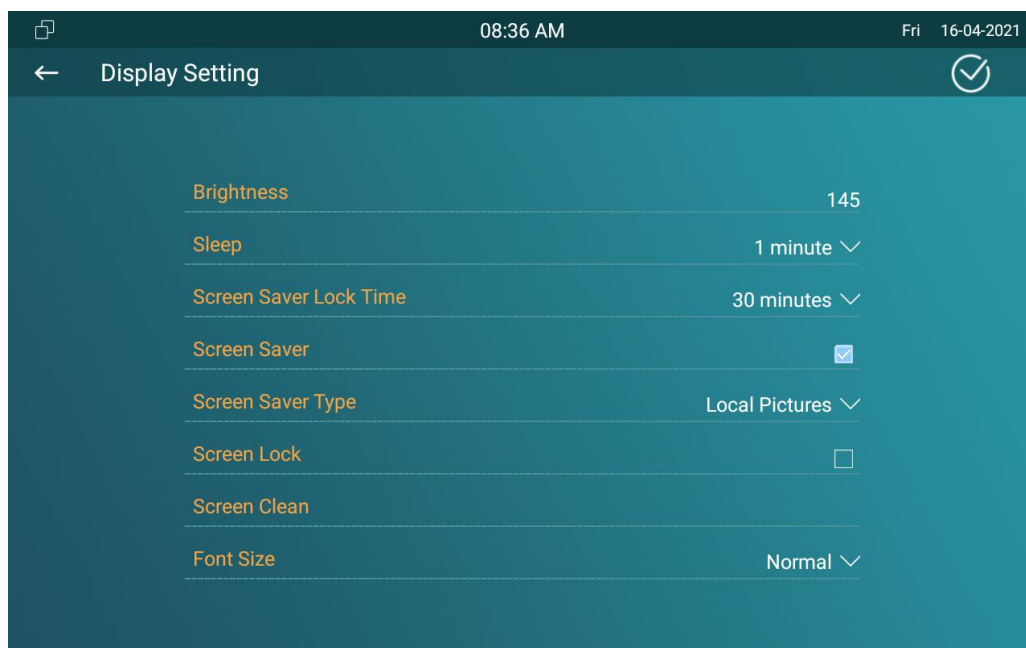 08:36 AM Fri 16-04-2021
Display Setting
Brightness 145
Sleep 1 minute
Screen Saver Lock Time 30 minutes
Screen Saver
Screen Saver Type Local Pictures
Screen Lock
Screen Clean
Font Size Normal